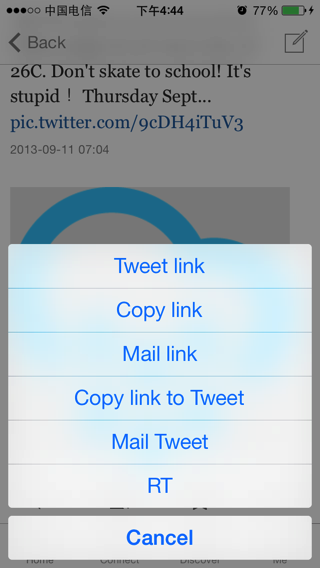 中国电信 下午4:44 77%
Back
26C. Don't skate to school! It's
stupid！ Thursday Sept...
pic.twitter.com/9cDH4iTuV3
2013-09-11 07:04
Tweet link
Copy link
Mail link
Copy link to Tweet
Mail Tweet
RT
Cancel
Home Connect Discover Me